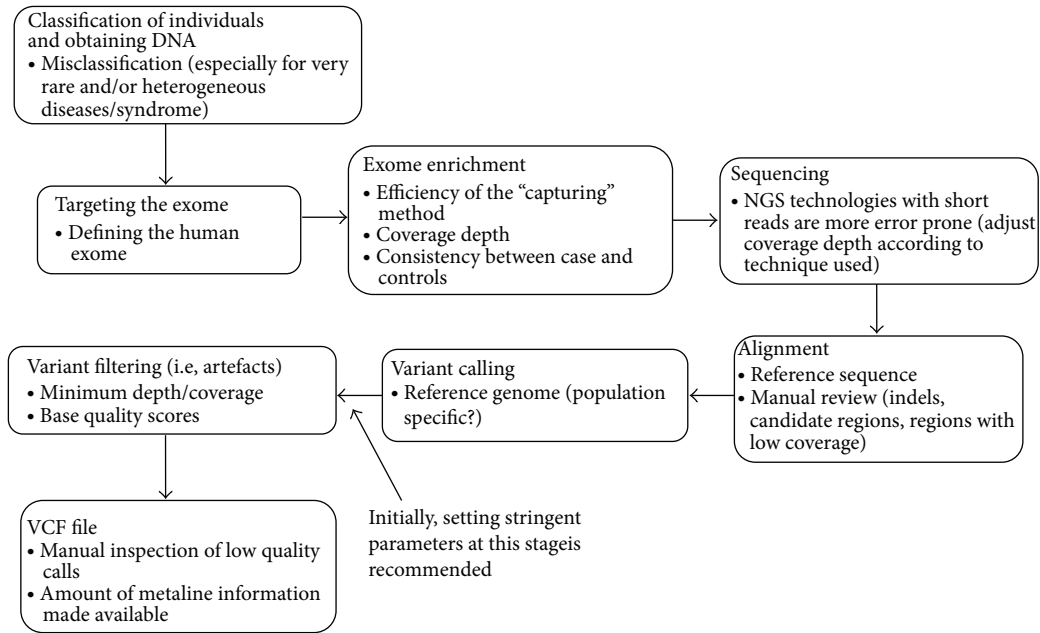 Classification of individuals
and obtaining DNA
• Misclassification (especially for very
rare and/or heterogeneous
diseases/syndrome)
Targeting the exome
• Defining the human
exome
Exome enrichment
• Efficiency of the “capturing”
method
• Coverage depth
• Consistency between case and
controls
Sequencing
• NGS technologies with short
reads are more error prone (adjust
coverage depth according to
technique used)
Alignment
• Reference sequence
• Manual review (indels,
candidate regions, regions with
low coverage)
Variant calling
• Reference genome (population
specific?)
Variant filtering (i.e, artefacts)
• Minimum depth/coverage
• Base quality scores
Initially, setting stringent
parameters at this stageis
recommended
VCF file
• Manual inspection of low quality
calls
• Amount of metaline information
made available